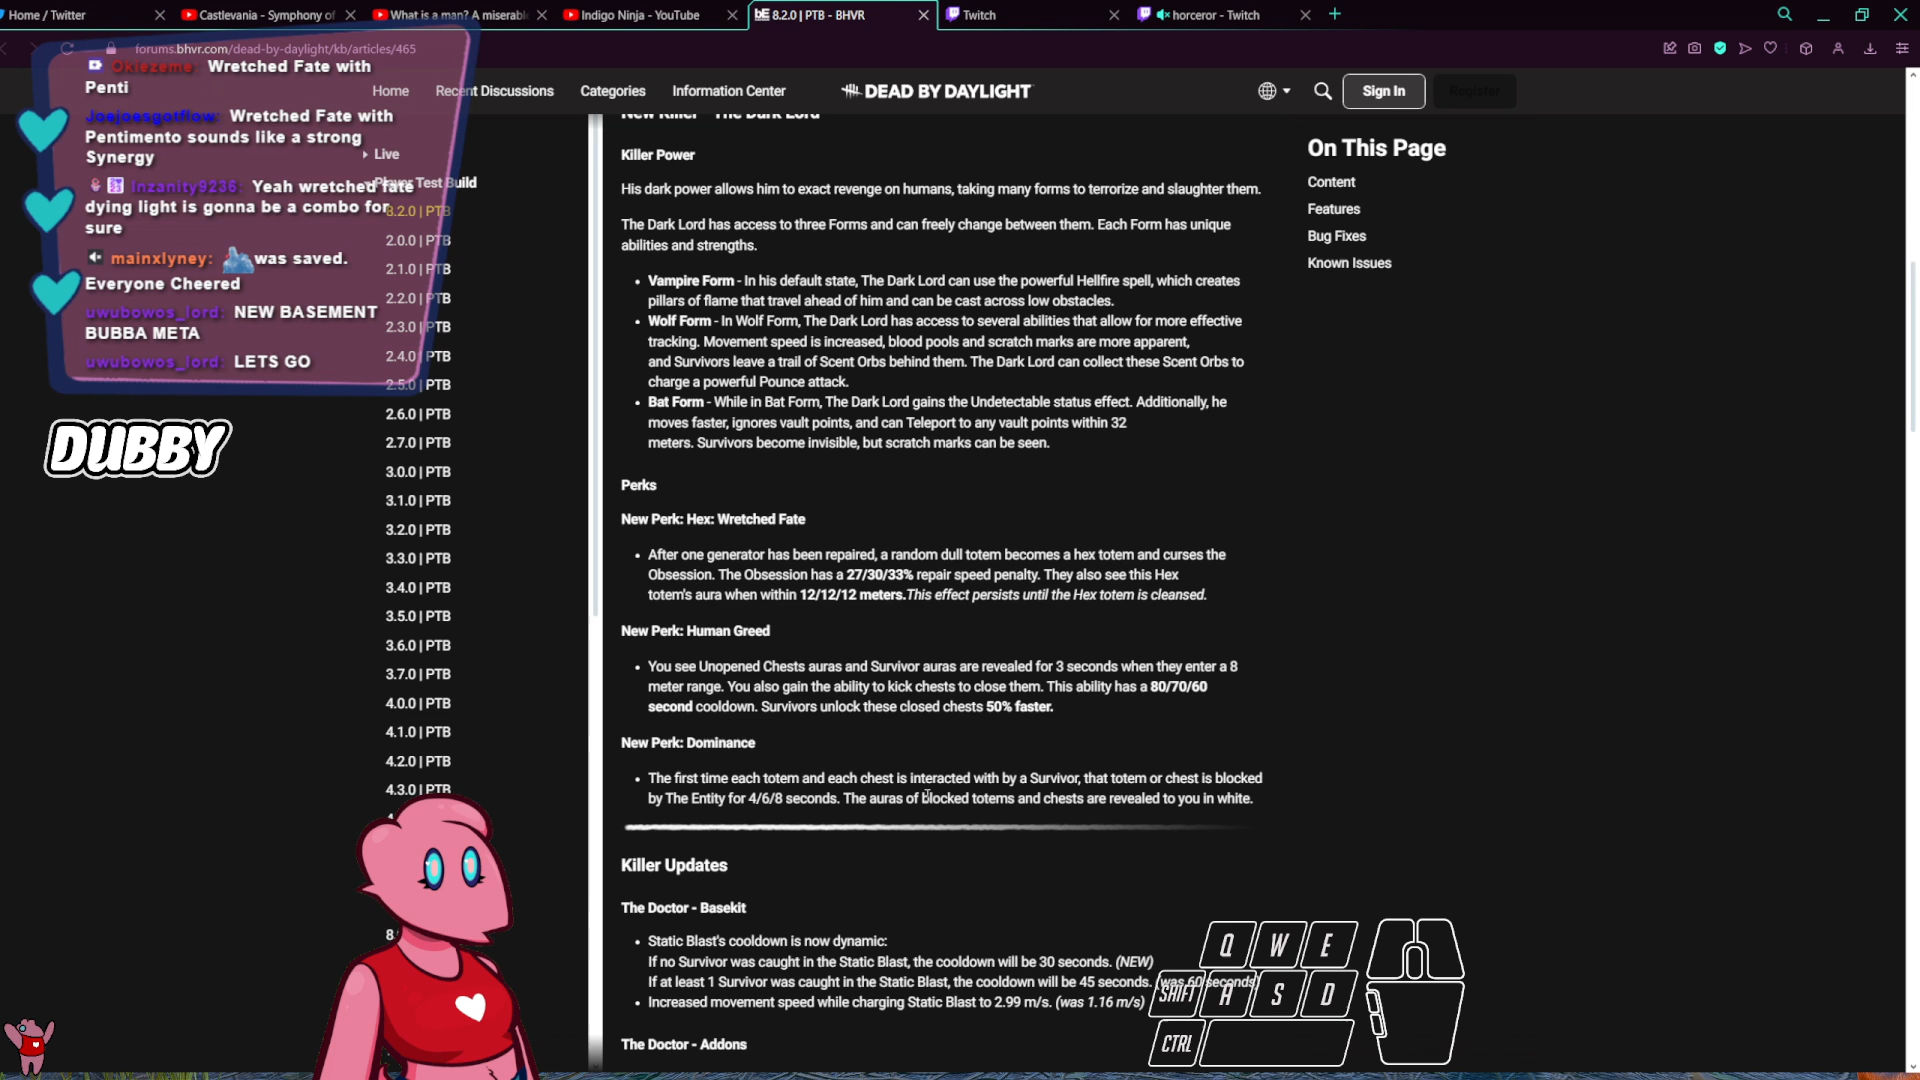 Home / Twitter
Castlevania - Symphony of
What is a man? A miserabl
Indigo Ninja - YouTube
8.2.0 | PTB - BHVR
Twitch
horceror - Twitch
forums.bhvr.com/dead-by-daylight/kb/articles/465
Okiezeme: Wretched Fate with
Penti
Joejoesgotflow: Wretched Fate with
Pentimento sounds like a strong
Synergy
Inzanity9236: Yeah wretched fate
dying light is gonna be a combo for
sure
mainxlyney: was saved.
Everyone Cheered
uwubowos_lord: NEW BASEMENT
BUBBA META
uwubowos_lord: LETS GO
DUBBY
Home
Recent Discussions
Categories
Information Center
DEAD BY DAYLIGHT
Sign In
Register
Live
Player Test Build
8.2.0 | PTB
2.0.0 | PTB
2.1.0 | PTB
2.2.0 | PTB
2.3.0 | PTB
2.4.0 | PTB
2.5.0 | PTB
2.6.0 | PTB
2.7.0 | PTB
3.0.0 | PTB
3.1.0 | PTB
3.2.0 | PTB
3.3.0 | PTB
3.4.0 | PTB
3.5.0 | PTB
3.6.0 | PTB
3.7.0 | PTB
4.0.0 | PTB
4.1.0 | PTB
4.2.0 | PTB
4.3.0 | PTB
8
New Killer - The Dark Lord
Killer Power
His dark power allows him to exact revenge on humans, taking many forms to terrorize and slaughter them.
The Dark Lord has access to three Forms and can freely change between them. Each Form has unique
abilities and strengths.
• Vampire Form - In his default state, The Dark Lord can use the powerful Hellfire spell, which creates
pillars of flame that travel ahead of him and can be cast across low obstacles.
• Wolf Form - In Wolf Form, The Dark Lord has access to several abilities that allow for more effective
tracking. Movement speed is increased, blood pools and scratch marks are more apparent,
and Survivors leave a trail of Scent Orbs behind them. The Dark Lord can collect these Scent Orbs to
charge a powerful Pounce attack.
• Bat Form - While in Bat Form, The Dark Lord gains the Undetectable status effect. Additionally, he
moves faster, ignores vault points, and can Teleport to any vault points within 32
meters. Survivors become invisible, but scratch marks can be seen.
Perks
New Perk: Hex: Wretched Fate
• After one generator has been repaired, a random dull totem becomes a hex totem and curses the
Obsession. The Obsession has a 27/30/33% repair speed penalty. They also see this Hex
totem's aura when within 12/12/12 meters.This effect persists until the Hex totem is cleansed.
New Perk: Human Greed
• You see Unopened Chests auras and Survivor auras are revealed for 3 seconds when they enter a 8
meter range. You also gain the ability to kick chests to close them. This ability has a 80/70/60
second cooldown. Survivors unlock these closed chests 50% faster.
New Perk: Dominance
• The first time each totem and each chest is interacted with by a Survivor, that totem or chest is blocked
by The Entity for 4/6/8 seconds. The auras of blocked totems and chests are revealed to you in white.
Killer Updates
The Doctor - Basekit
• Static Blast's cooldown is now dynamic:
If no Survivor was caught in the Static Blast, the cooldown will be 30 seconds. (NEW)
If at least 1 Survivor was caught in the Static Blast, the cooldown will be 45 seconds. (was 60 seconds)
• Increased movement speed while charging Static Blast to 2.99 m/s. (was 1.16 m/s)
The Doctor - Addons
On This Page
Content
Features
Bug Fixes
Known Issues
Q W E
SHIFT A S D
CTRL